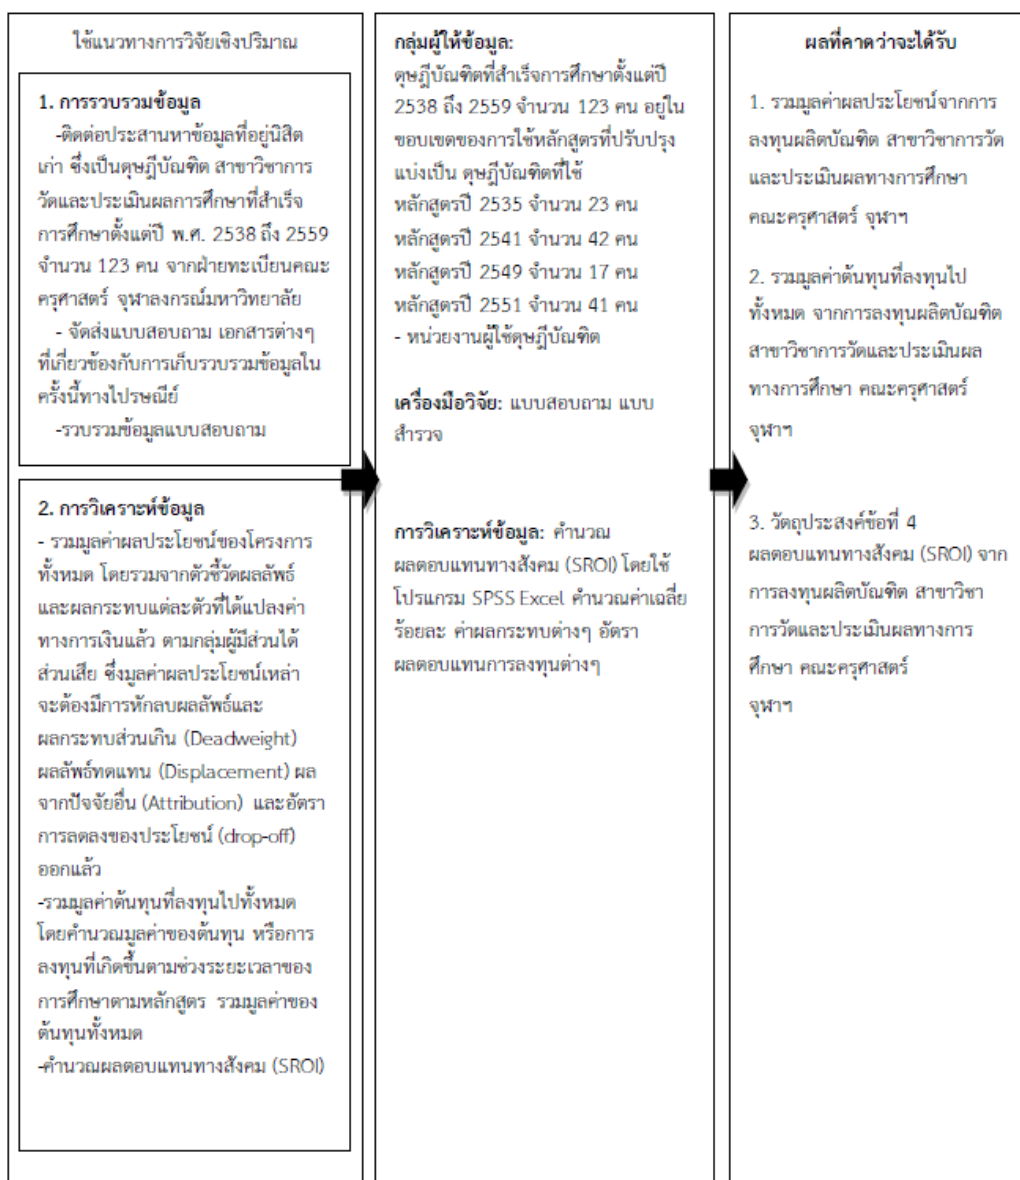 ใช้แนวทางการวิจัยเชิงปริมาณ
1. การรวบรวมข้อมูล
-ติดต่อประสานหาข้อมูลที่อยู่นิสิต
เก่า ซึ่งเป็นดุษฎีบัณฑิต สาขาวิชาการ
วัดและประเมินผลการศึกษาที่สำเร็จ
การศึกษาตั้งแต่ปี พ.ศ. 2538 ถึง 2559
จำนวน 123 คน จากฝ่ายทะเบียนคณะ
ครุศาสตร์ จุฬาลงกรณ์มหาวิทยาลัย
- จัดส่งแบบสอบถาม เอกสารต่างๆ
ที่เกี่ยวข้องกับการเก็บรวบรวมข้อมูลใน
ครั้งนี้ทางไปรษณีย์
-รวบรวมข้อมูลแบบสอบถาม
2. การวิเคราะห์ข้อมูล
- รวมมูลค่าผลประโยชน์ของโครงการ
ทั้งหมด โดยรวมจากตัวชี้วัดผลลัพธ์
และผลกระทบแต่ละตัวที่ได้แปลงค่า
ทางการเงินแล้ว ตามกลุ่มผู้มีส่วนได้
ส่วนเสีย ซึ่งมูลค่าผลประโยชน์เหล่า
จะต้องมีการหักลบผลลัพธ์และ
ผลกระทบส่วนเกิน (Deadweight)
ผลลัพธ์ทดแทน (Displacement) ผล
จากปัจจัยอื่น (Attribution) และอัตรา
การลดลงของประโยชน์ (drop-off)
ออกแล้ว
-รวมมูลค่าต้นทุนที่ลงทุนไปทั้งหมด
โดยคำนวณมูลค่าของต้นทุน หรือการ
ลงทุนที่เกิดขึ้นตามช่วงระยะเวลาของ
การศึกษาตามหลักสูตร รวมมูลค่าของ
ต้นทุนทั้งหมด
-คำนวณผลตอบแทนทางสังคม (SROI)
กลุ่มผู้ให้ข้อมูล:
ดุษฎีบัณฑิตที่สำเร็จการศึกษาตั้งแต่ปี
2538 ถึง 2559 จำนวน 123 คน อยู่ใน
ขอบเขตของการใช้หลักสูตรที่ปรับปรุง
แบ่งเป็น ดุษฎีบัณฑิตที่ใช้
หลักสูตรปี 2535 จำนวน 23 คน
หลักสูตรปี 2541 จำนวน 42 คน
หลักสูตรปี 2549 จำนวน 17 คน
หลักสูตรปี 2551 จำนวน 41 คน
- หน่วยงานผู้ใช้ดุษฎีบัณฑิต
เครื่องมือวิจัย: แบบสอบถาม แบบ
สำรวจ
การวิเคราะห์ข้อมูล: คำนวณ
ผลตอบแทนทางสังคม (SROI) โดยใช้
โปรแกรม SPSS Excel คำนวณค่าเฉลี่ย
ร้อยละ ค่าผลกระทบต่างๆ อัตรา
ผลตอบแทนการลงทุนต่างๆ
ผลที่คาดว่าจะได้รับ
1. รวมมูลค่าผลประโยชน์จากการ
ลงทุนผลิตบัณฑิต สาขาวิชาการวัด
และประเมินผลทางการศึกษา
คณะครุศาสตร์ จุฬาฯ
2. รวมมูลค่าต้นทุนที่ลงทุนไป
ทั้งหมด จากการลงทุนผลิตบัณฑิต
สาขาวิชาการวัดและประเมินผล
ทางการศึกษา คณะครุศาสตร์
จุฬาฯ
3. วัตถุประสงค์ข้อที่ 4
ผลตอบแทนทางสังคม (SROI) จาก
การลงทุนผลิตบัณฑิต สาขาวิชา
การวัดและประเมินผลทางการ
ศึกษา คณะครุศาสตร์
จุฬาฯ